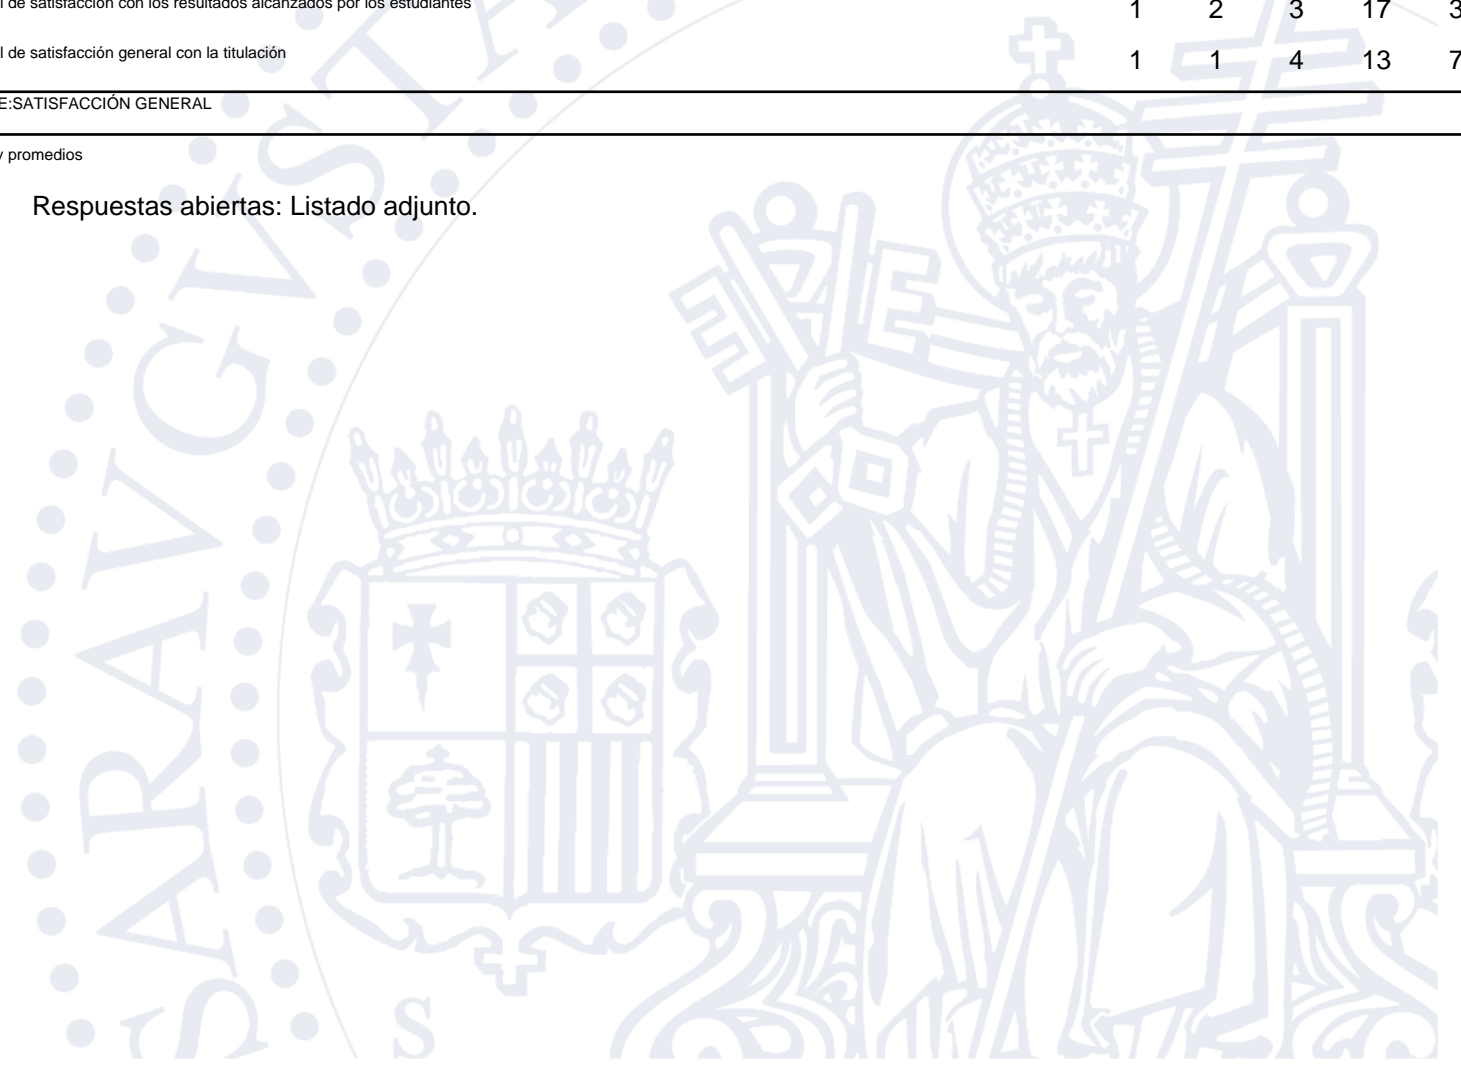 l de satisfacción con los resultados alcanzados por los estudiantes 1 2 3 17 3
l de satisfacción general con la titulación 1 1 4 13 7
E:SATISFACCIÓN GENERAL
y promedios
Respuestas abiertas: Listado adjunto.
SARAVGVSTA
S